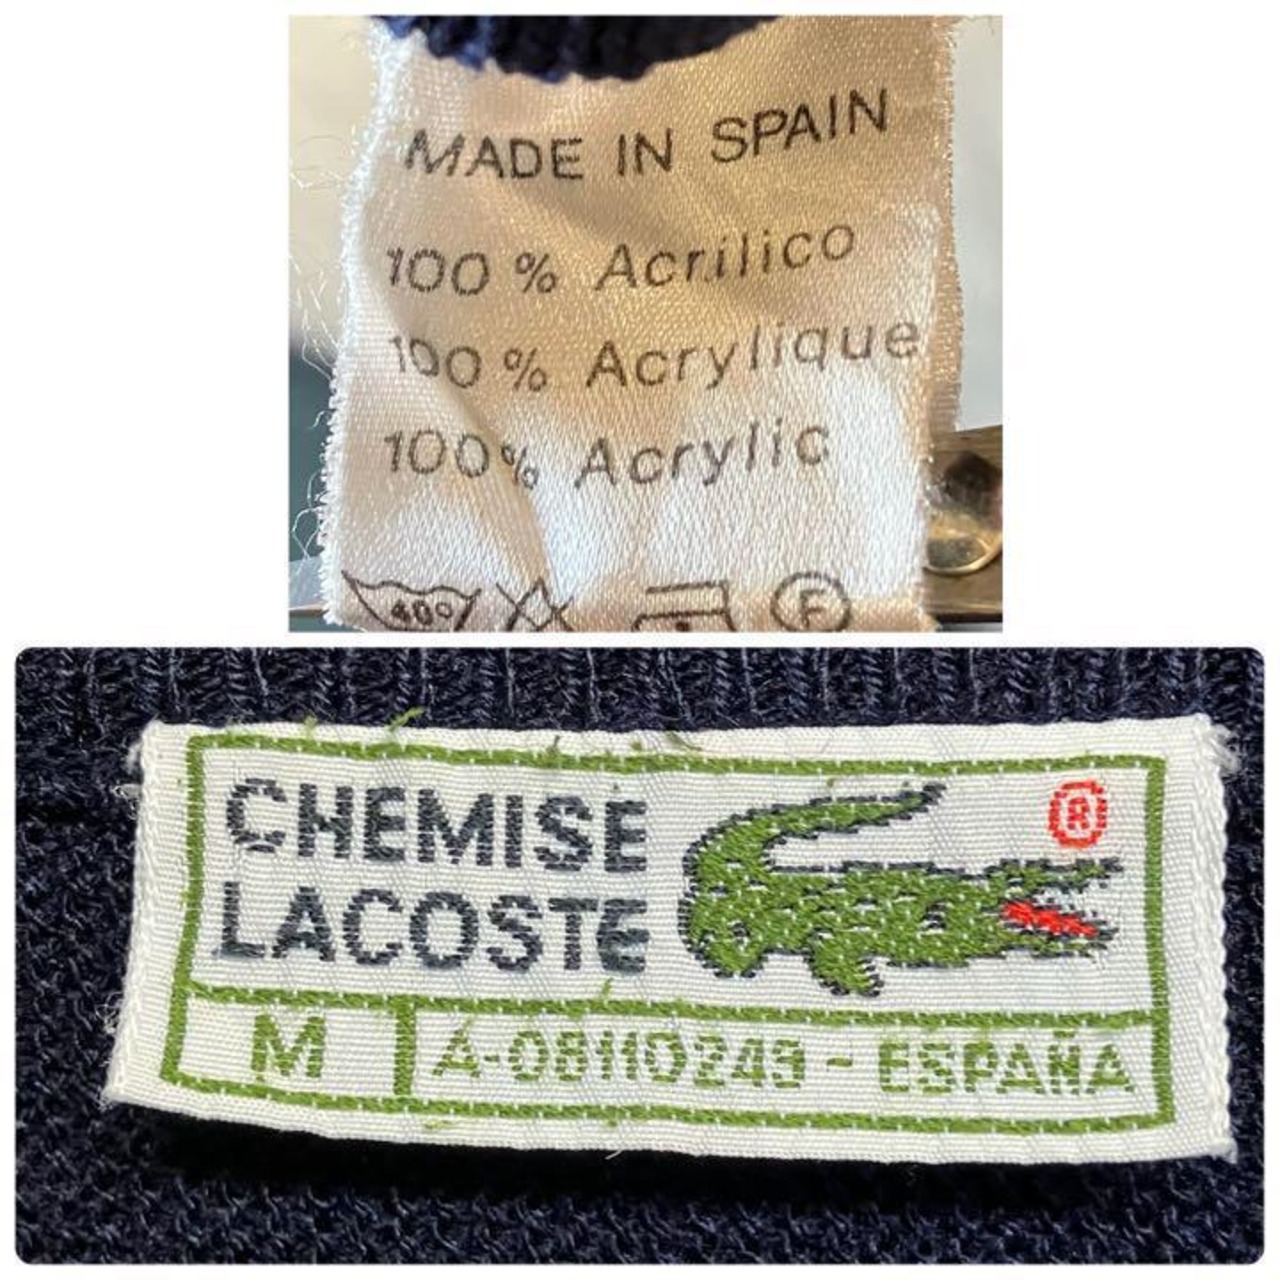 MADE IN SPAIN
100 % Acrilico
100 % Acrylique
100% Acrylic
40° F
CHEMISE
LACOSTE
®
M A-08110249 - ESPAÑA